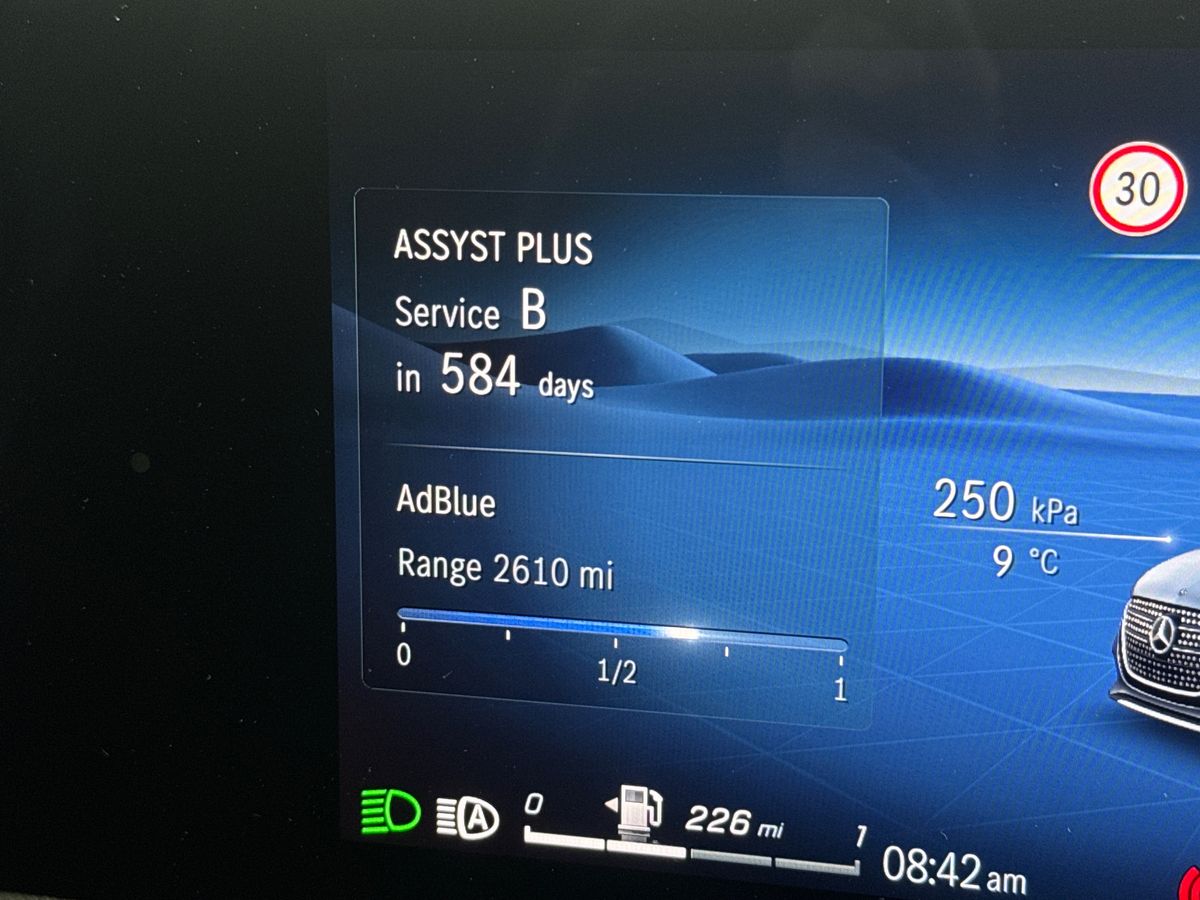 30
ASSYST PLUS
Service B
in 584 days
AdBlue
Range 2610 mi
0 1/2 1
250 kPa
9 °C
A
0 226 mi 1
08:42 am